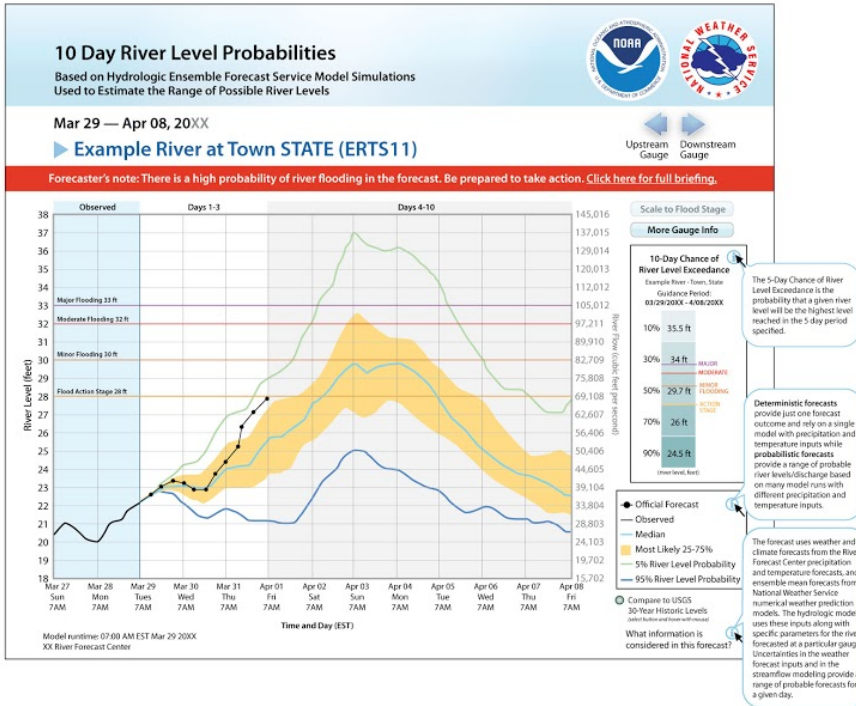 10 Day River Level Probabilities
Based on Hydrologic Ensemble Forecast Service Model Simulations
Used to Estimate the Range of Possible River Levels
NATIONAL OCEANIC AND ATMOSPHERIC ADMINISTRATION
NOAA
U.S. DEPARTMENT OF COMMERCE
NATIONAL WEATHER SERVICE
Mar 29 — Apr 08, 20XX
Example River at Town STATE (ERTS11)
Upstream Gauge
Downstream Gauge
Forecaster's note: There is a high probability of river flooding in the forecast. Be prepared to take action. Click here for full briefing.
Observed
Days 1-3
Days 4-10
River Level (feet)
38
37
36
35
34
33
32
31
30
29
28
27
26
25
24
23
22
21
20
19
18
Major Flooding 33 ft
Moderate Flooding 32 ft
Minor Flooding 30 ft
Flood Action Stage 28 ft
145,016
137,015
129,014
120,013
112,012
105,012
97,211
89,910
82,709
75,808
69,108
62,607
56,406
50,406
44,605
39,104
33,804
28,803
24,103
19,702
15,702
River Flow (cubic feet per second)
Mar 27 Sun 7AM
Mar 28 Mon 7AM
Mar 29 Tues 7AM
Mar 30 Wed 7AM
Mar 31 Thu 7AM
Apr 01 Fri 7AM
Apr 02 Sat 7AM
Apr 03 Sun 7AM
Apr 04 Mon 7AM
Apr 05 Tues 7AM
Apr 06 Wed 7AM
Apr 07 Thu 7AM
Apr 08 Fri 7AM
Time and Day (EST)
Model runtime: 07:00 AM EST Mar 29 20XX
XX River Forecast Center
Scale to Flood Stage
More Gauge Info
10-Day Chance of
River Level Exceedance
Example River - Town, State
Guidance Period:
03/29/20XX - 4/08/20XX
10% 35.5 ft
30% 34 ft
MAJOR
MODERATE
50% 29.7 ft
MINOR FLOODING
ACTION STAGE
70% 26 ft
90% 24.5 ft
(river level, feet)
Official Forecast
Observed
Median
Most Likely 25-75%
5% River Level Probability
95% River Level Probability
Compare to USGS
30-Year Historic Levels
(select button and hover with mouse)
What information is
considered in this forecast?
The 5-Day Chance of River
Level Exceedance is the
probability that a given river
level will be the highest level
reached in the 5 day period
specified.
Deterministic forecasts
provide just one forecast
outcome and rely on a single
model with precipitation and
temperature inputs while
probabilistic forecasts
provide a range of probable
river levels/discharge based
on many model runs with
different precipitation and
temperature inputs.
The forecast uses weather and
climate forecasts from the River
Forecast Center precipitation
and temperature forecasts, and
ensemble mean forecasts from
National Weather Service
numerical weather prediction
models. The hydrologic model
uses these inputs along with
specific parameters for the river
forecasted at a particular gauge.
Uncertainties in the weather
forecast inputs and in the
streamflow modeling provide a
range of probable forecasts for
a given day.